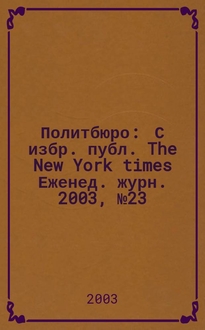 Политбюро: С
избр. публ. The
New York times
Еженед. журн.
2003, №23
2003